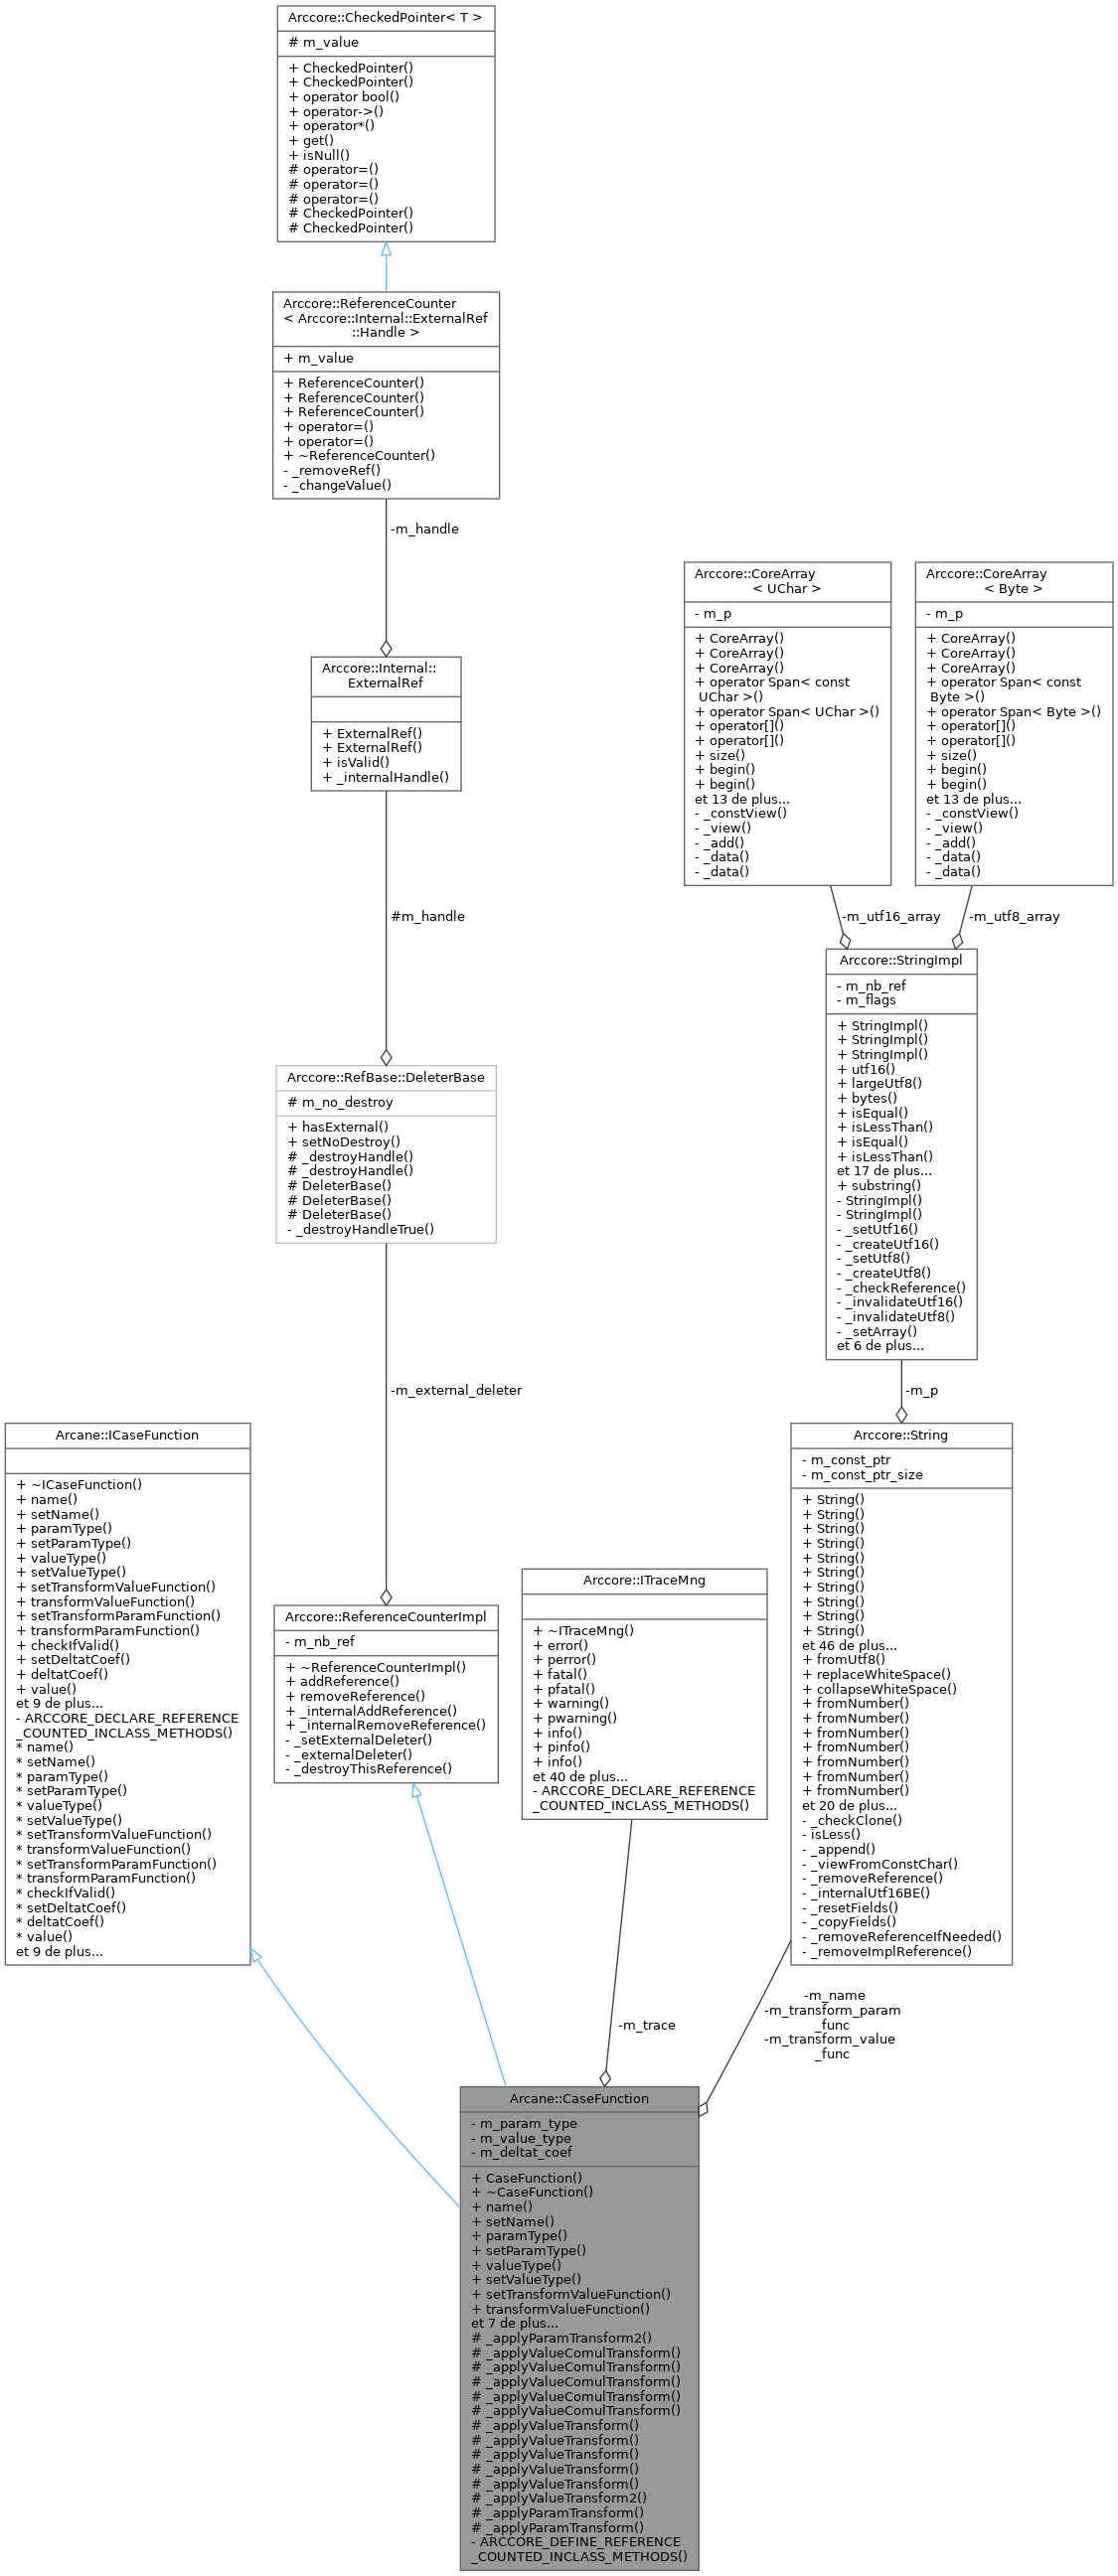 Arccore::CheckedPointer< T >
# m_value
+ CheckedPointer()
+ CheckedPointer()
+ operator bool()
+ operator->()
+ operator*()
+ get()
+ isNull()
# operator=()
# operator=()
# operator=()
# CheckedPointer()
# CheckedPointer()
Arccore::ReferenceCounter
< Arccore::Internal::ExternalRef
::Handle >
+ m_value
+ ReferenceCounter()
+ ReferenceCounter()
+ ReferenceCounter()
+ operator=()
+ operator=()
+ ~ReferenceCounter()
- _removeRef()
- _changeValue()
-m_handle
Arccore::Internal::
ExternalRef
+ ExternalRef()
+ ExternalRef()
+ isValid()
+ _internalHandle()
#m_handle
Arccore::CoreArray
< UChar >
- m_p
+ CoreArray()
+ CoreArray()
+ CoreArray()
+ operator Span< const
UChar >()
+ operator Span< UChar >()
+ operator[]()
+ operator[]()
+ size()
+ begin()
+ begin()
et 13 de plus...
- _constView()
- _view()
- _add()
- _data()
- _data()
-m_utf16_array
Arccore::CoreArray
< Byte >
- m_p
+ CoreArray()
+ CoreArray()
+ CoreArray()
+ operator Span< const
Byte >()
+ operator Span< Byte >()
+ operator[]()
+ operator[]()
+ size()
+ begin()
+ begin()
et 13 de plus...
- _constView()
- _view()
- _add()
- _data()
- _data()
-m_utf8_array
Arccore::StringImpl
- m_nb_ref
- m_flags
+ StringImpl()
+ StringImpl()
+ StringImpl()
+ utf16()
+ largeUtf8()
+ bytes()
+ isEqual()
+ isLessThan()
+ isEqual()
+ isLessThan()
et 17 de plus...
+ substring()
- StringImpl()
- StringImpl()
- _setUtf16()
- _createUtf16()
- _setUtf8()
- _createUtf8()
- _checkReference()
- _invalidateUtf16()
- _invalidateUtf8()
- _setArray()
et 6 de plus...
-m_p
Arccore::RefBase::DeleterBase
# m_no_destroy
+ hasExternal()
+ setNoDestroy()
# _destroyHandle()
# _destroyHandle()
# DeleterBase()
# DeleterBase()
# DeleterBase()
- _destroyHandleTrue()
-m_external_deleter
Arcane::ICaseFunction
+ ~ICaseFunction()
+ name()
+ setName()
+ paramType()
+ setParamType()
+ valueType()
+ setValueType()
+ setTransformValueFunction()
+ transformValueFunction()
+ setTransformParamFunction()
+ transformParamFunction()
+ checkIfValid()
+ setDeltatCoef()
+ deltatCoef()
+ value()
et 9 de plus...
- ARCCORE_DECLARE_REFERENCE
_COUNTED_INCLASS_METHODS()
* name()
* setName()
* paramType()
* setParamType()
* valueType()
* setValueType()
* setTransformValueFunction()
* transformValueFunction()
* setTransformParamFunction()
* transformParamFunction()
* checkIfValid()
* setDeltatCoef()
* deltatCoef()
* value()
et 9 de plus...
Arccore::ReferenceCounterImpl
- m_nb_ref
+ ~ReferenceCounterImpl()
+ addReference()
+ removeReference()
+ _internalAddReference()
+ _internalRemoveReference()
- _setExternalDeleter()
- _externalDeleter()
- _destroyThisReference()
Arccore::ITraceMng
+ ~ITraceMng()
+ error()
+ perror()
+ fatal()
+ pfatal()
+ warning()
+ pwarning()
+ info()
+ pinfo()
+ info()
et 40 de plus...
- ARCCORE_DECLARE_REFERENCE
_COUNTED_INCLASS_METHODS()
-m_trace
Arccore::String
- m_const_ptr
- m_const_ptr_size
+ String()
+ String()
+ String()
+ String()
+ String()
+ String()
+ String()
+ String()
+ String()
+ String()
et 46 de plus...
+ fromUtf8()
+ replaceWhiteSpace()
+ collapseWhiteSpace()
+ fromNumber()
+ fromNumber()
+ fromNumber()
+ fromNumber()
+ fromNumber()
+ fromNumber()
+ fromNumber()
et 20 de plus...
- _checkClone()
- isLess()
- _append()
- _viewFromConstChar()
- _removeReference()
- _internalUtf16BE()
- _resetFields()
- _copyFields()
- _removeReferenceIfNeeded()
- _removeImplReference()
-m_name
-m_transform_param
_func
-m_transform_value
_func
Arcane::CaseFunction
- m_param_type
- m_value_type
- m_deltat_coef
+ CaseFunction()
+ ~CaseFunction()
+ name()
+ setName()
+ paramType()
+ setParamType()
+ valueType()
+ setValueType()
+ setTransformValueFunction()
+ transformValueFunction()
et 7 de plus...
# _applyParamTransform2()
# _applyValueComulTransform()
# _applyValueComulTransform()
# _applyValueComulTransform()
# _applyValueComulTransform()
# _applyValueComulTransform()
# _applyValueTransform()
# _applyValueTransform()
# _applyValueTransform()
# _applyValueTransform()
# _applyValueTransform()
# _applyValueTransform2()
# _applyParamTransform()
# _applyParamTransform()
- ARCCORE_DEFINE_REFERENCE
_COUNTED_INCLASS_METHODS()